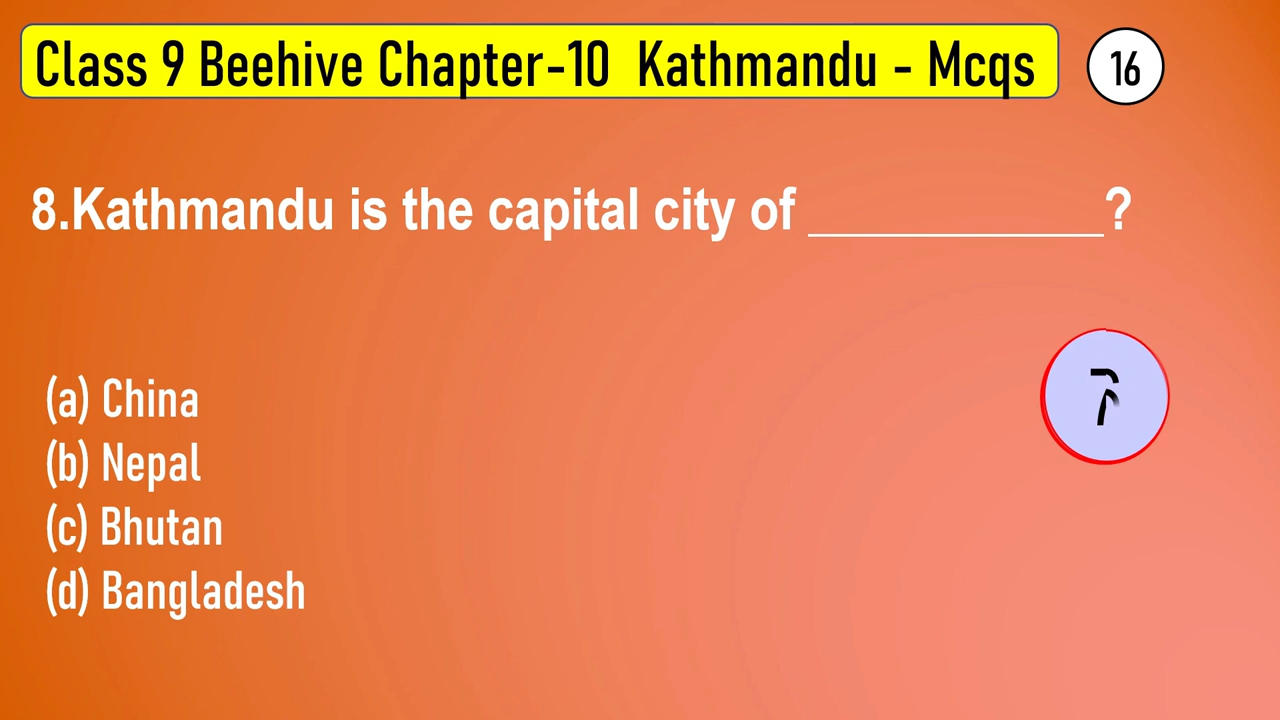 Class 9 Beehive Chapter-10 Kathmandu - Mcqs
16
8.Kathmandu is the capital city of ____________?
(a) China
(b) Nepal
(c) Bhutan
(d) Bangladesh